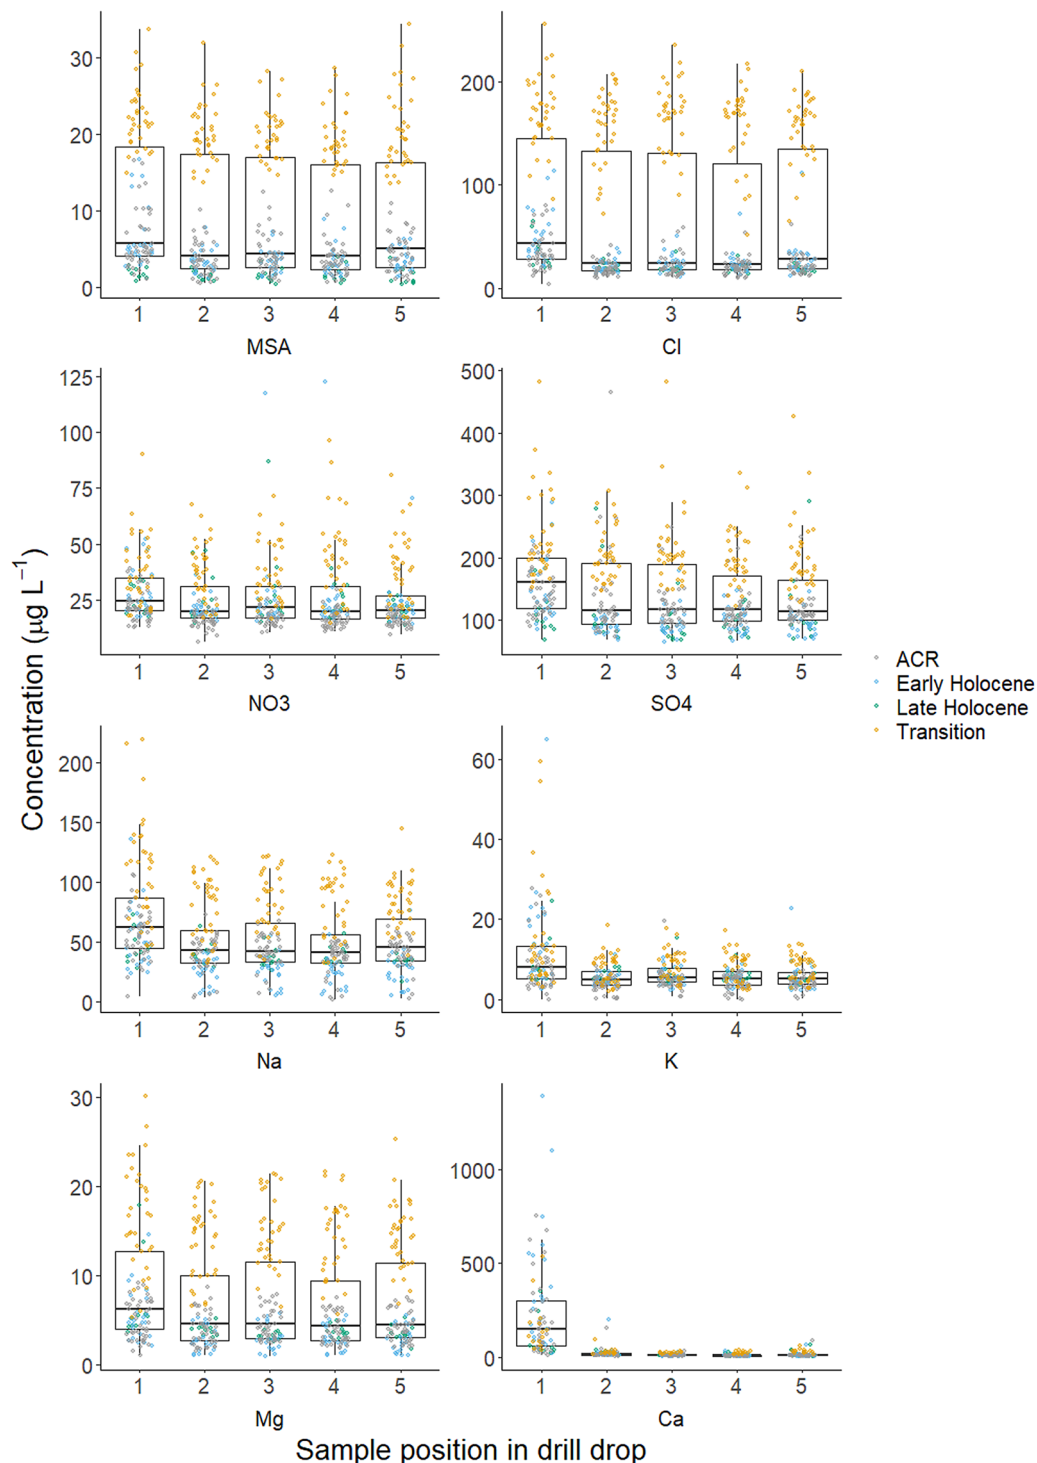 30
20
10
0
1 2 3 4 5
MSA
200
100
0
1 2 3 4 5
Cl
125
100
75
50
25
1 2 3 4 5
NO3
500
400
300
200
100
1 2 3 4 5
SO4
200
150
100
50
0
1 2 3 4 5
Na
60
40
20
0
1 2 3 4 5
K
30
20
10
0
1 2 3 4 5
Mg
1000
500
0
1 2 3 4 5
Ca
Concentration (μg L⁻¹)
Sample position in drill drop
ACR
Early Holocene
Late Holocene
Transition